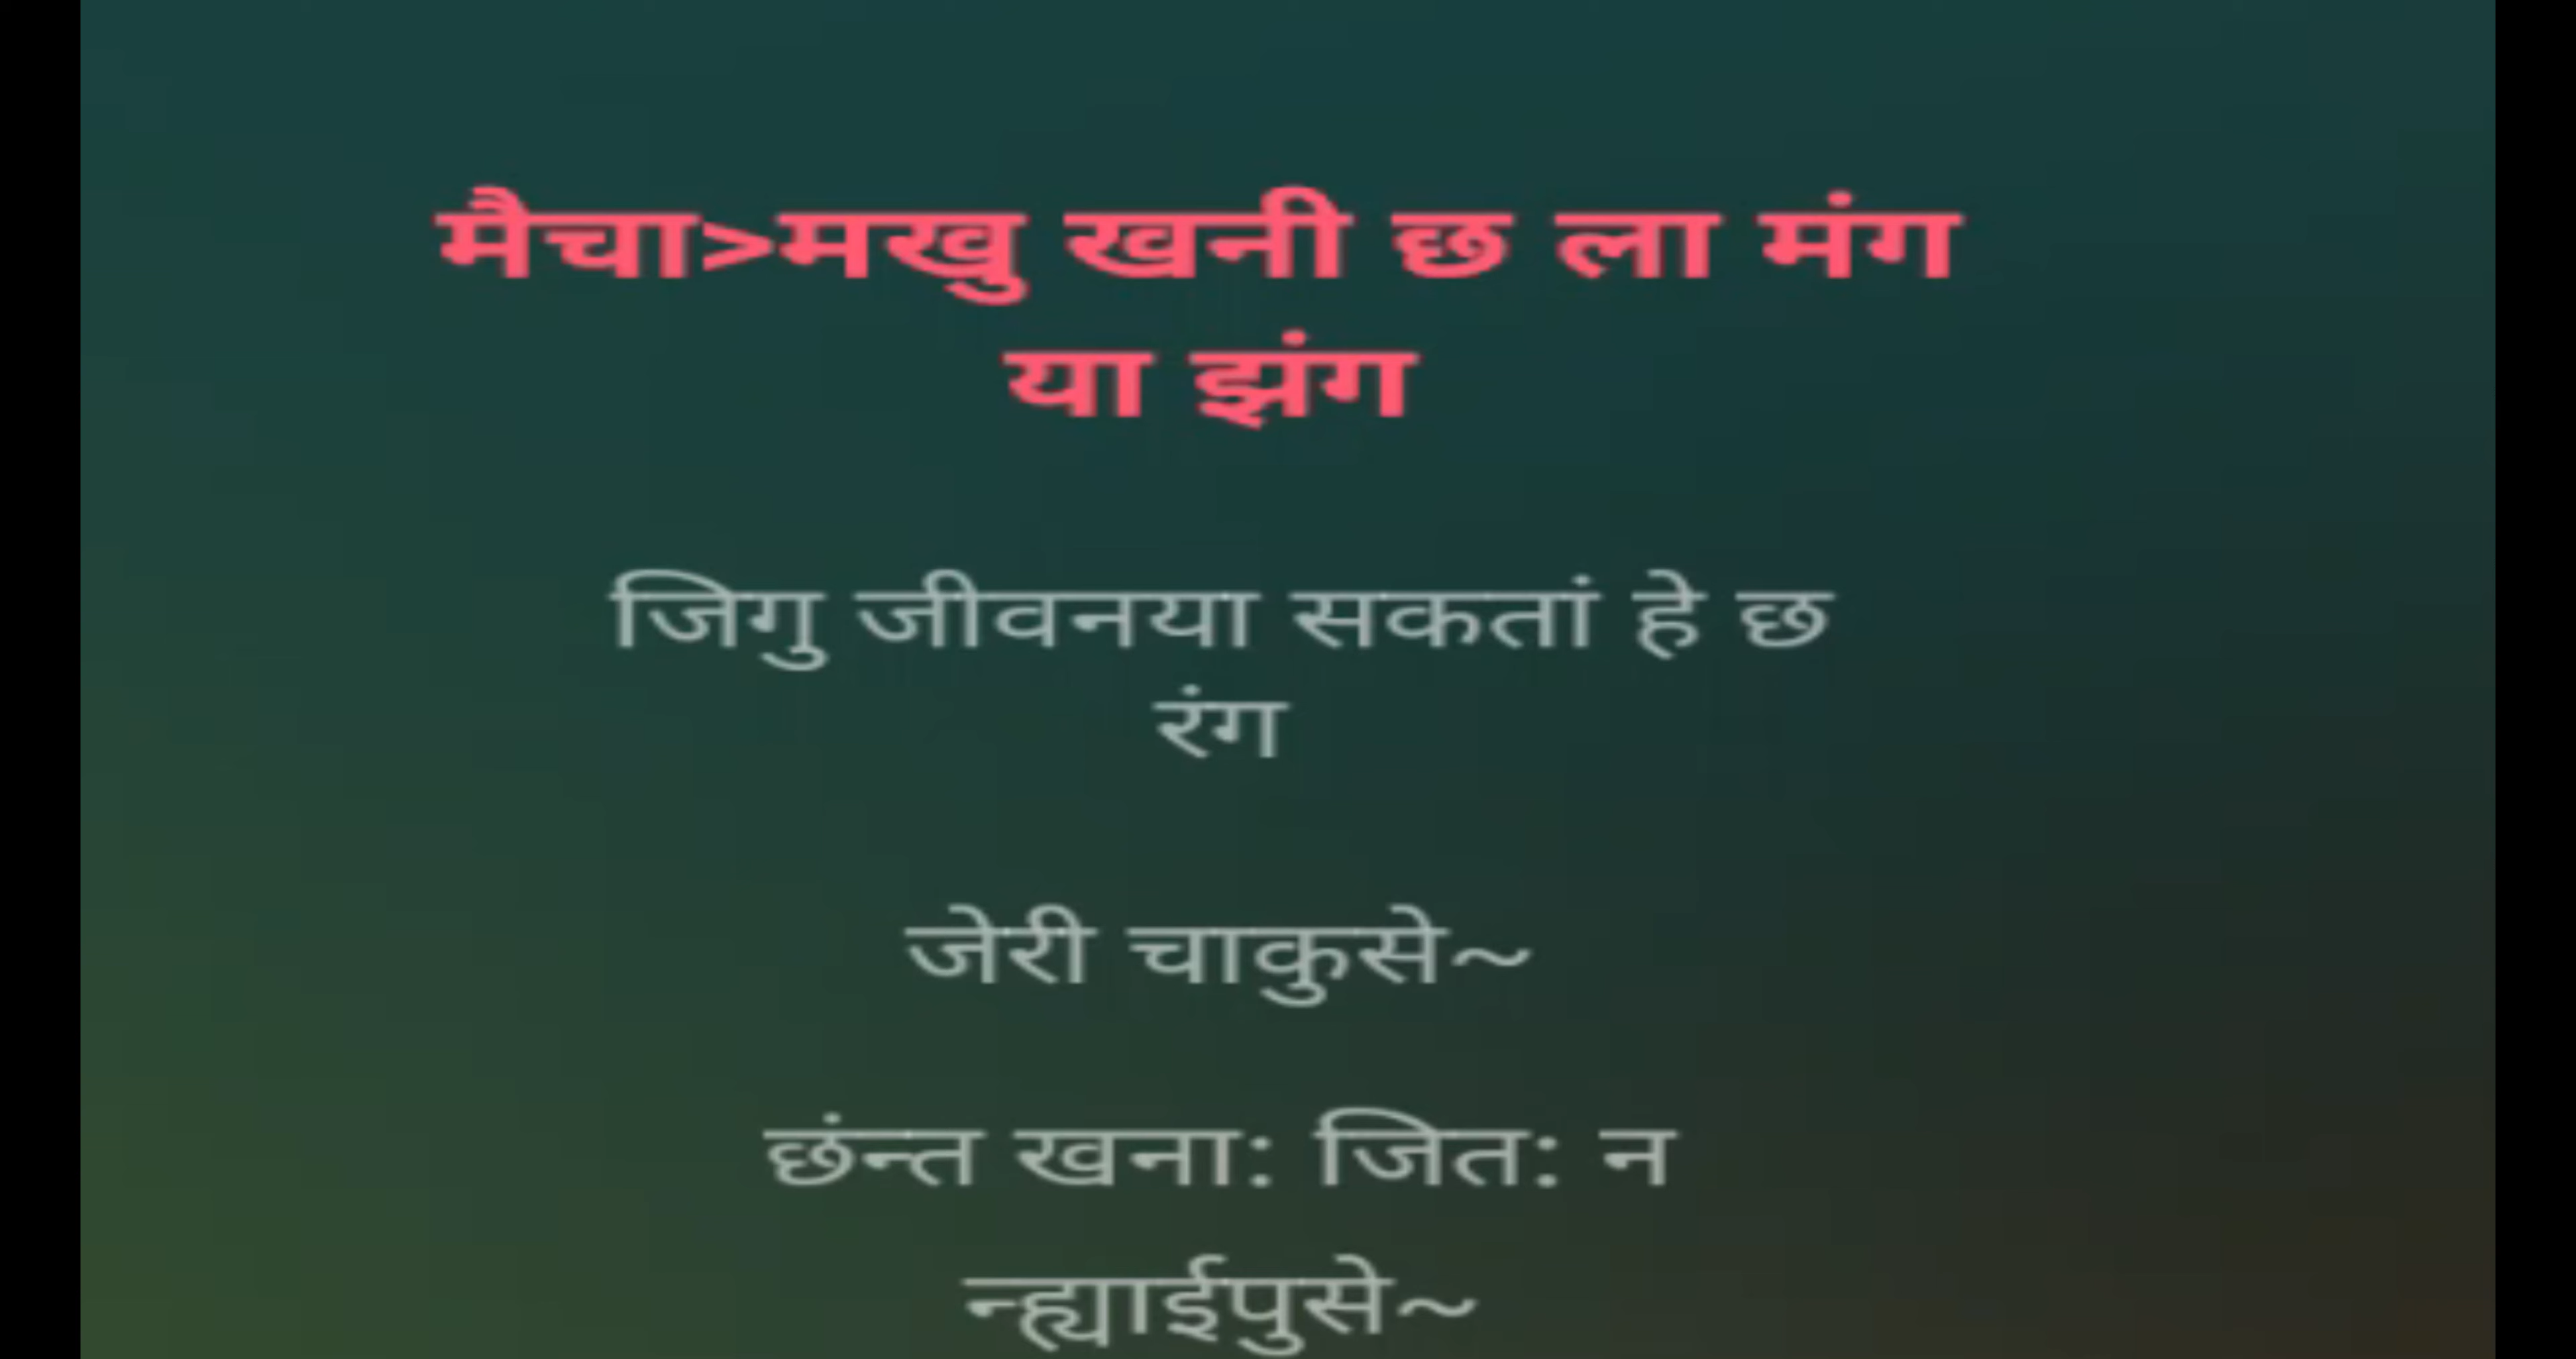 मैचा>मखु खनी छ ला मंग
या झंग
जिगु जीवनया सकतां हे छ
रंग
जेरी चाकुसे~
छंन्त खना: जित: न
न्ह्याईपुसे~